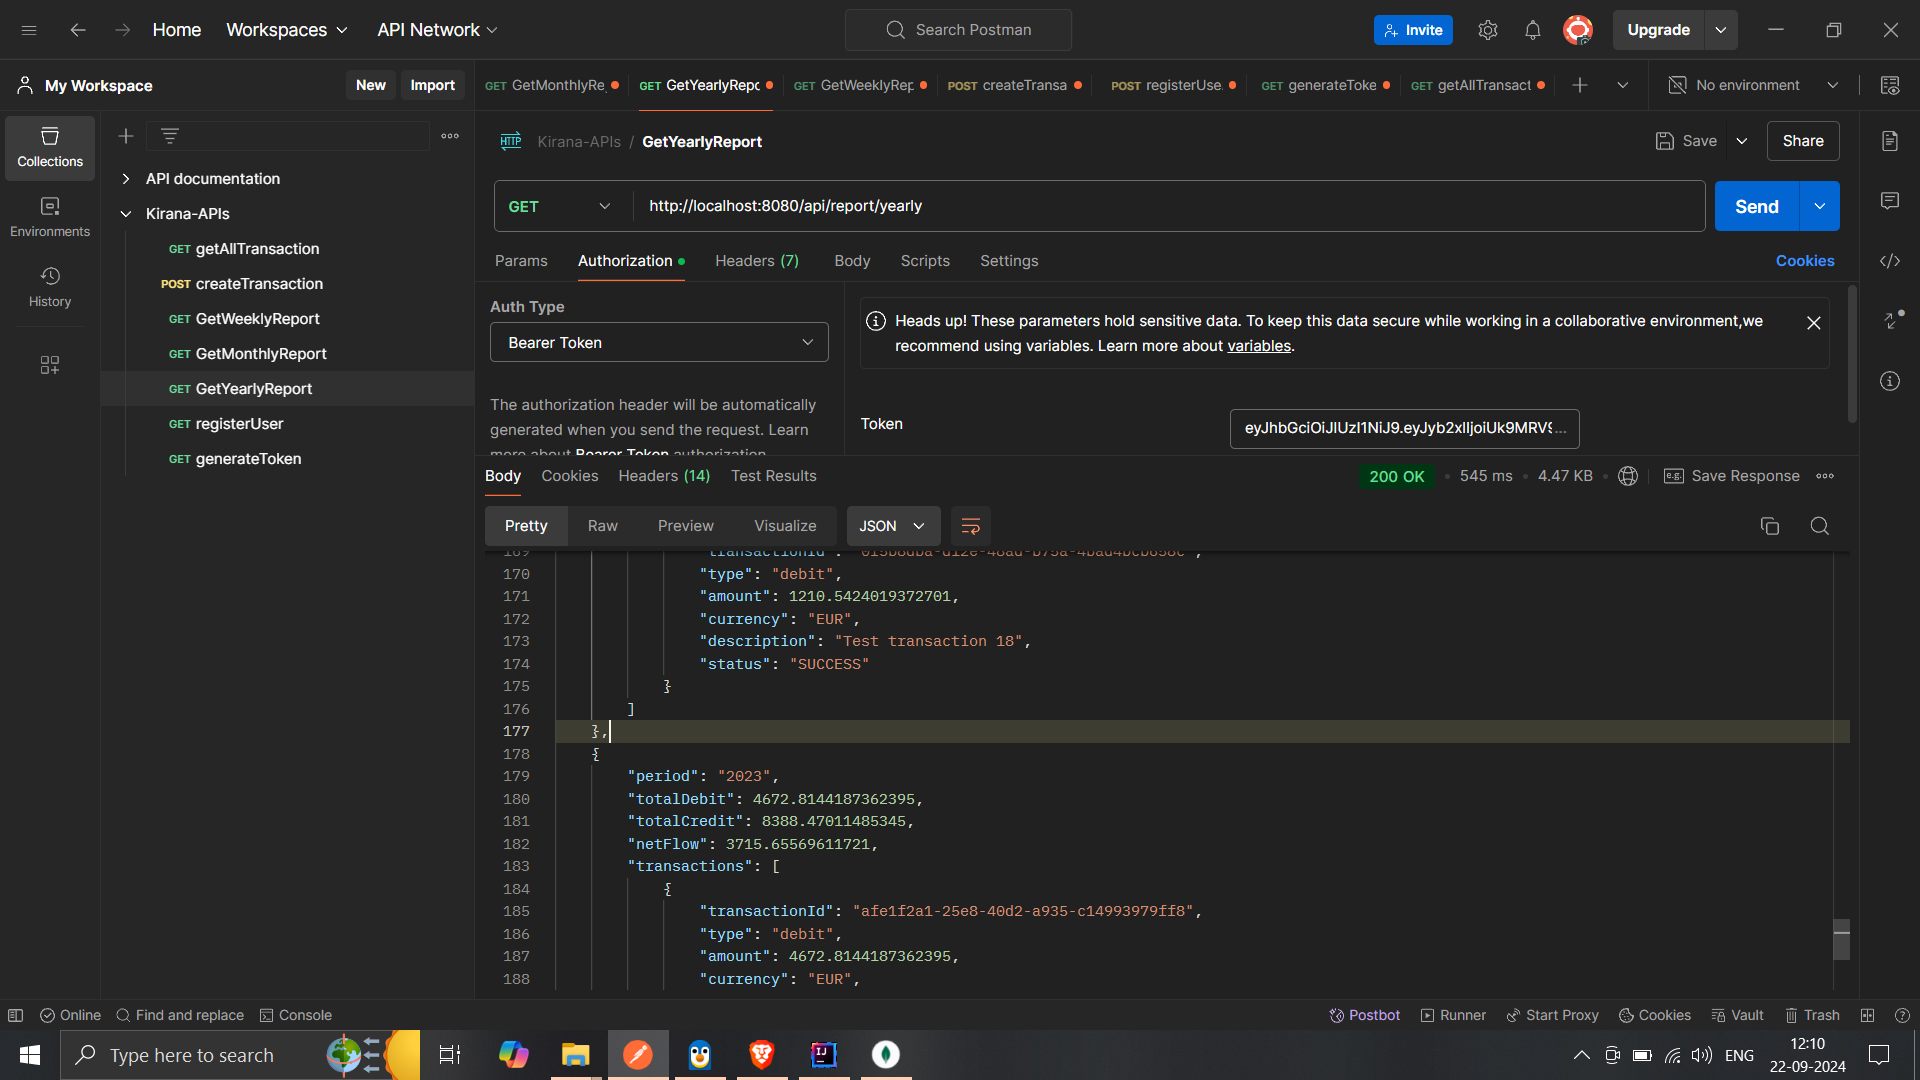 Home Workspaces API Network Search Postman Invite Upgrade
My Workspace New Import
GET GetMonthlyRe GET GetYearlyRepo GET GetWeeklyRep POST createTransa POST registerUse GET generateToke GET getAllTransact No environment
Collections
Environments
History
API documentation
Kirana-APIs
GET getAllTransaction
POST createTransaction
GET GetWeeklyReport
GET GetMonthlyReport
GET GetYearlyReport
GET registerUser
GET generateToken
HTTP Kirana-APIs / GetYearlyReport Save Share
GET http://localhost:8080/api/report/yearly Send
Params Authorization Headers (7) Body Scripts Settings Cookies
Auth Type
Bearer Token
The authorization header will be automatically
generated when you send the request. Learn
more about Bearer Token authorization.
Heads up! These parameters hold sensitive data. To keep this data secure while working in a collaborative environment,we
recommend using variables. Learn more about variables.
Token
Body Cookies Headers (14) Test Results 200 OK • 545 ms • 4.47 KB • e.g. Save Response
Pretty Raw Preview Visualize JSON
169 "transactionId":
170 "type": "debit",
171 "amount": 1210.5424019372701,
172 "currency": "EUR",
173 "description": "Test transaction 18",
174 "status": "SUCCESS"
175 }
176 ]
177 },
178 {
179 "period": "2023",
180 "totalDebit": 4672.8144187362395,
181 "totalCredit": 8388.47011485345,
182 "netFlow": 3715.65569611721,
183 "transactions": [
184 {
185 "transactionId": "afe1f2a1-25e8-40d2-a935-c14993979ff8",
186 "type": "debit",
187 "amount": 4672.8144187362395,
188 "currency": "EUR",
Online Find and replace Console Postbot Runner Start Proxy Cookies Vault Trash
Type here to search
IJ
ENG
12:10
22-09-2024